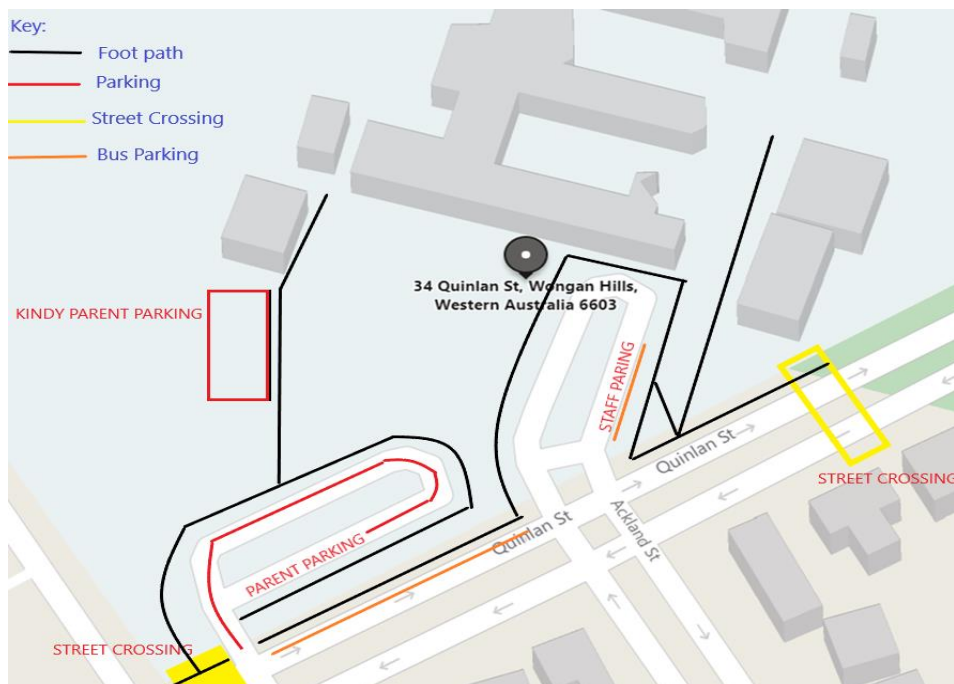 Key:
Foot path
Parking
Street Crossing
Bus Parking
34 Quinlan St, Wongan Hills,
Western Australia 6603
KINDY PARENT PARKING
STAFF PARING
Quinlan St
STREET CROSSING
Quinlan St
Ackland St
PARENT PARKING
STREET CROSSING